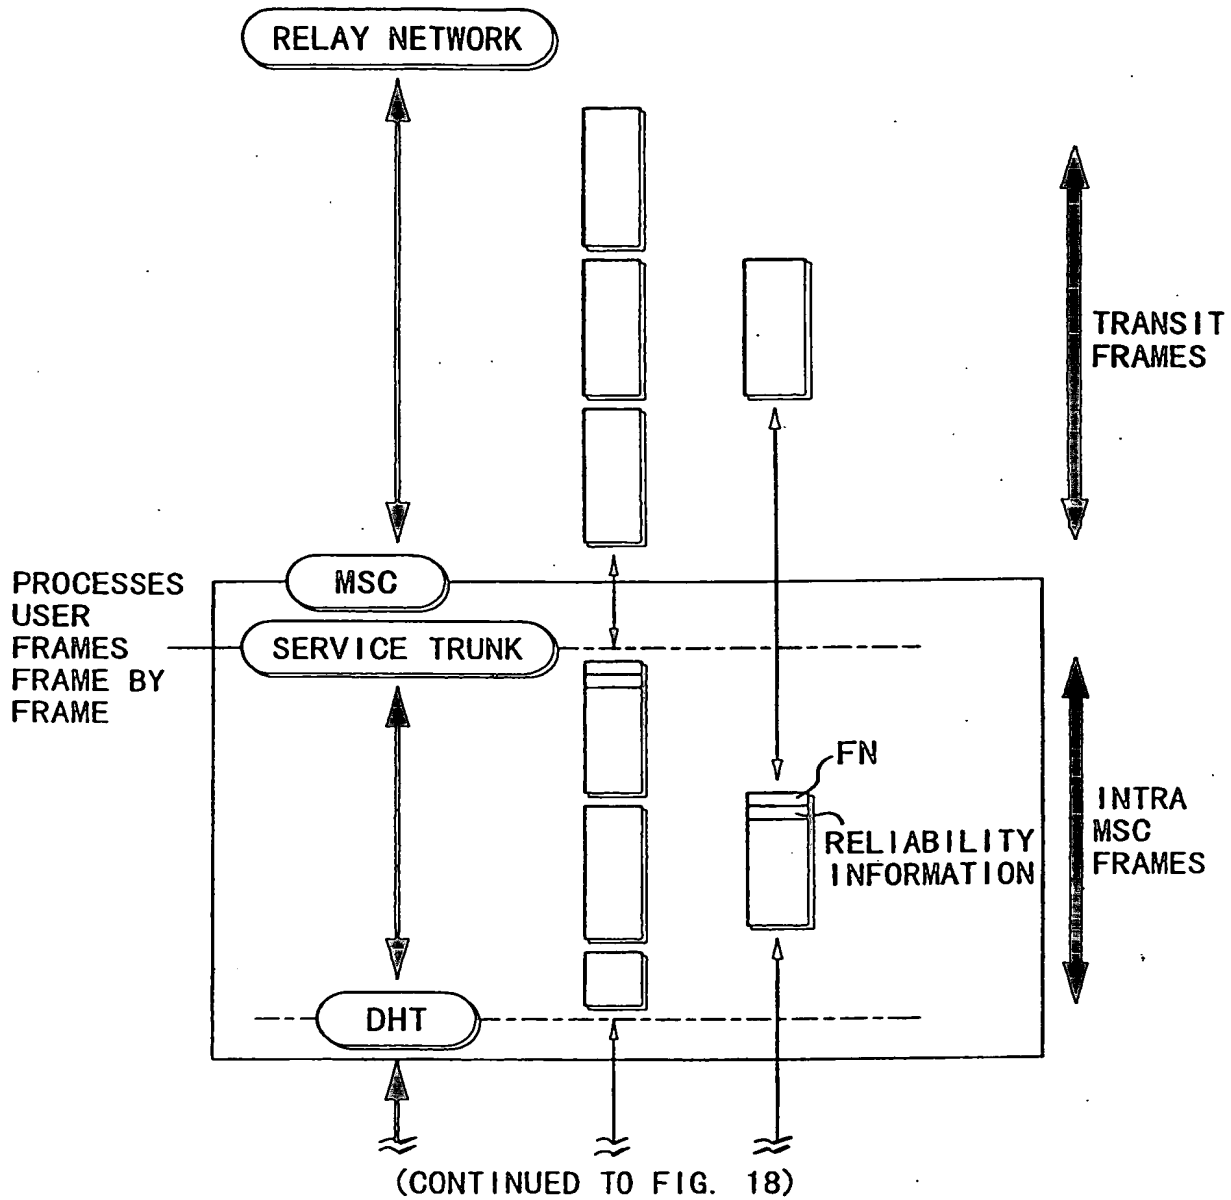 RELAY NETWORK
TRANSIT
FRAMES
MSC
PROCESSES
USER
FRAMES
FRAME BY
FRAME
SERVICE TRUNK
FN
RELIABILITY
INFORMATION
INTRA
MSC
FRAMES
DHT
(CONTINUED TO FIG. 18)